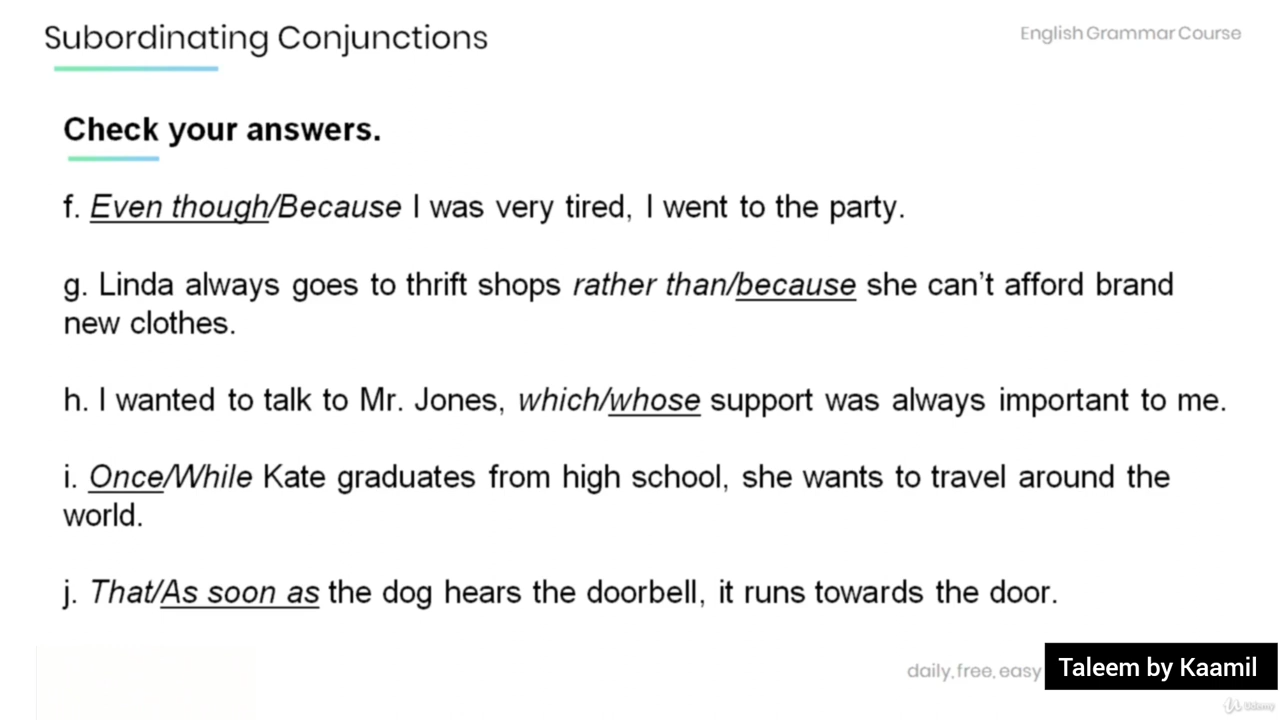 Subordinating Conjunctions
English Grammar Course
Check your answers.
f. Even though/Because I was very tired, I went to the party.
g. Linda always goes to thrift shops rather than/because she can’t afford brand
new clothes.
h. I wanted to talk to Mr. Jones, which/whose support was always important to me.
i. Once/While Kate graduates from high school, she wants to travel around the
world.
j. That/As soon as the dog hears the doorbell, it runs towards the door.
daily, free, easy
Taleem by Kaamil
Udemy